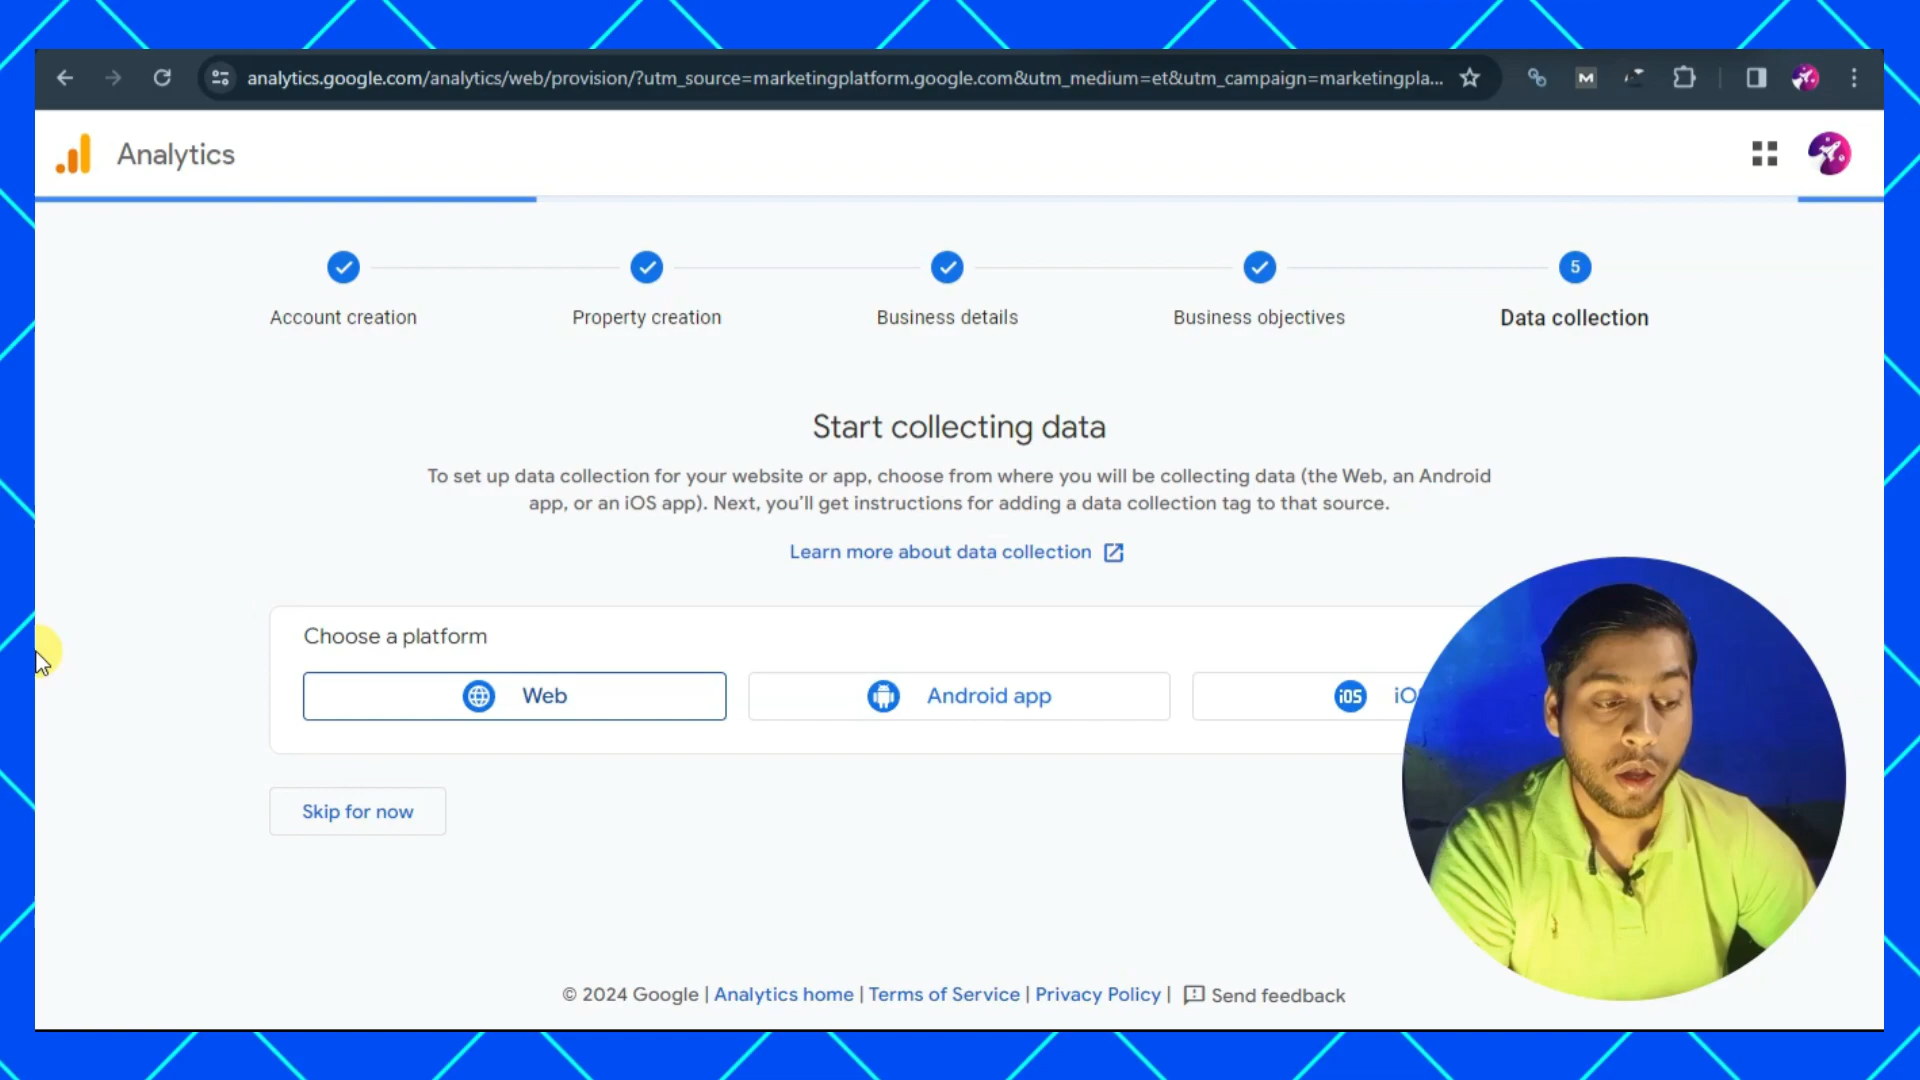 analytics.google.com/analytics/web/provision/?utm_source=marketingplatform.google.com&utm_medium=et&utm_campaign=marketingpla...
M
Analytics
5
Account creation
Property creation
Business details
Business objectives
Data collection
Start collecting data
To set up data collection for your website or app, choose from where you will be collecting data (the Web, an Android
app, or an iOS app). Next, you'll get instructions for adding a data collection tag to that source.
Learn more about data collection
Choose a platform
Web
Android app
iOS
Skip for now
© 2024 Google | Analytics home | Terms of Service | Privacy Policy | Send feedback